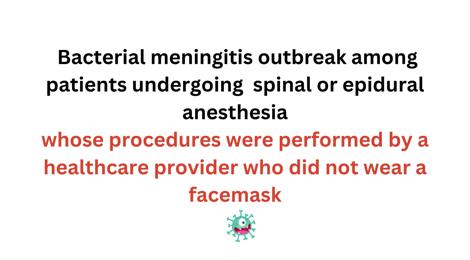 Bacterial meningitis outbreak among
patients undergoing spinal or epidural
anesthesia
whose procedures were performed by a
healthcare provider who did not wear a
facemask